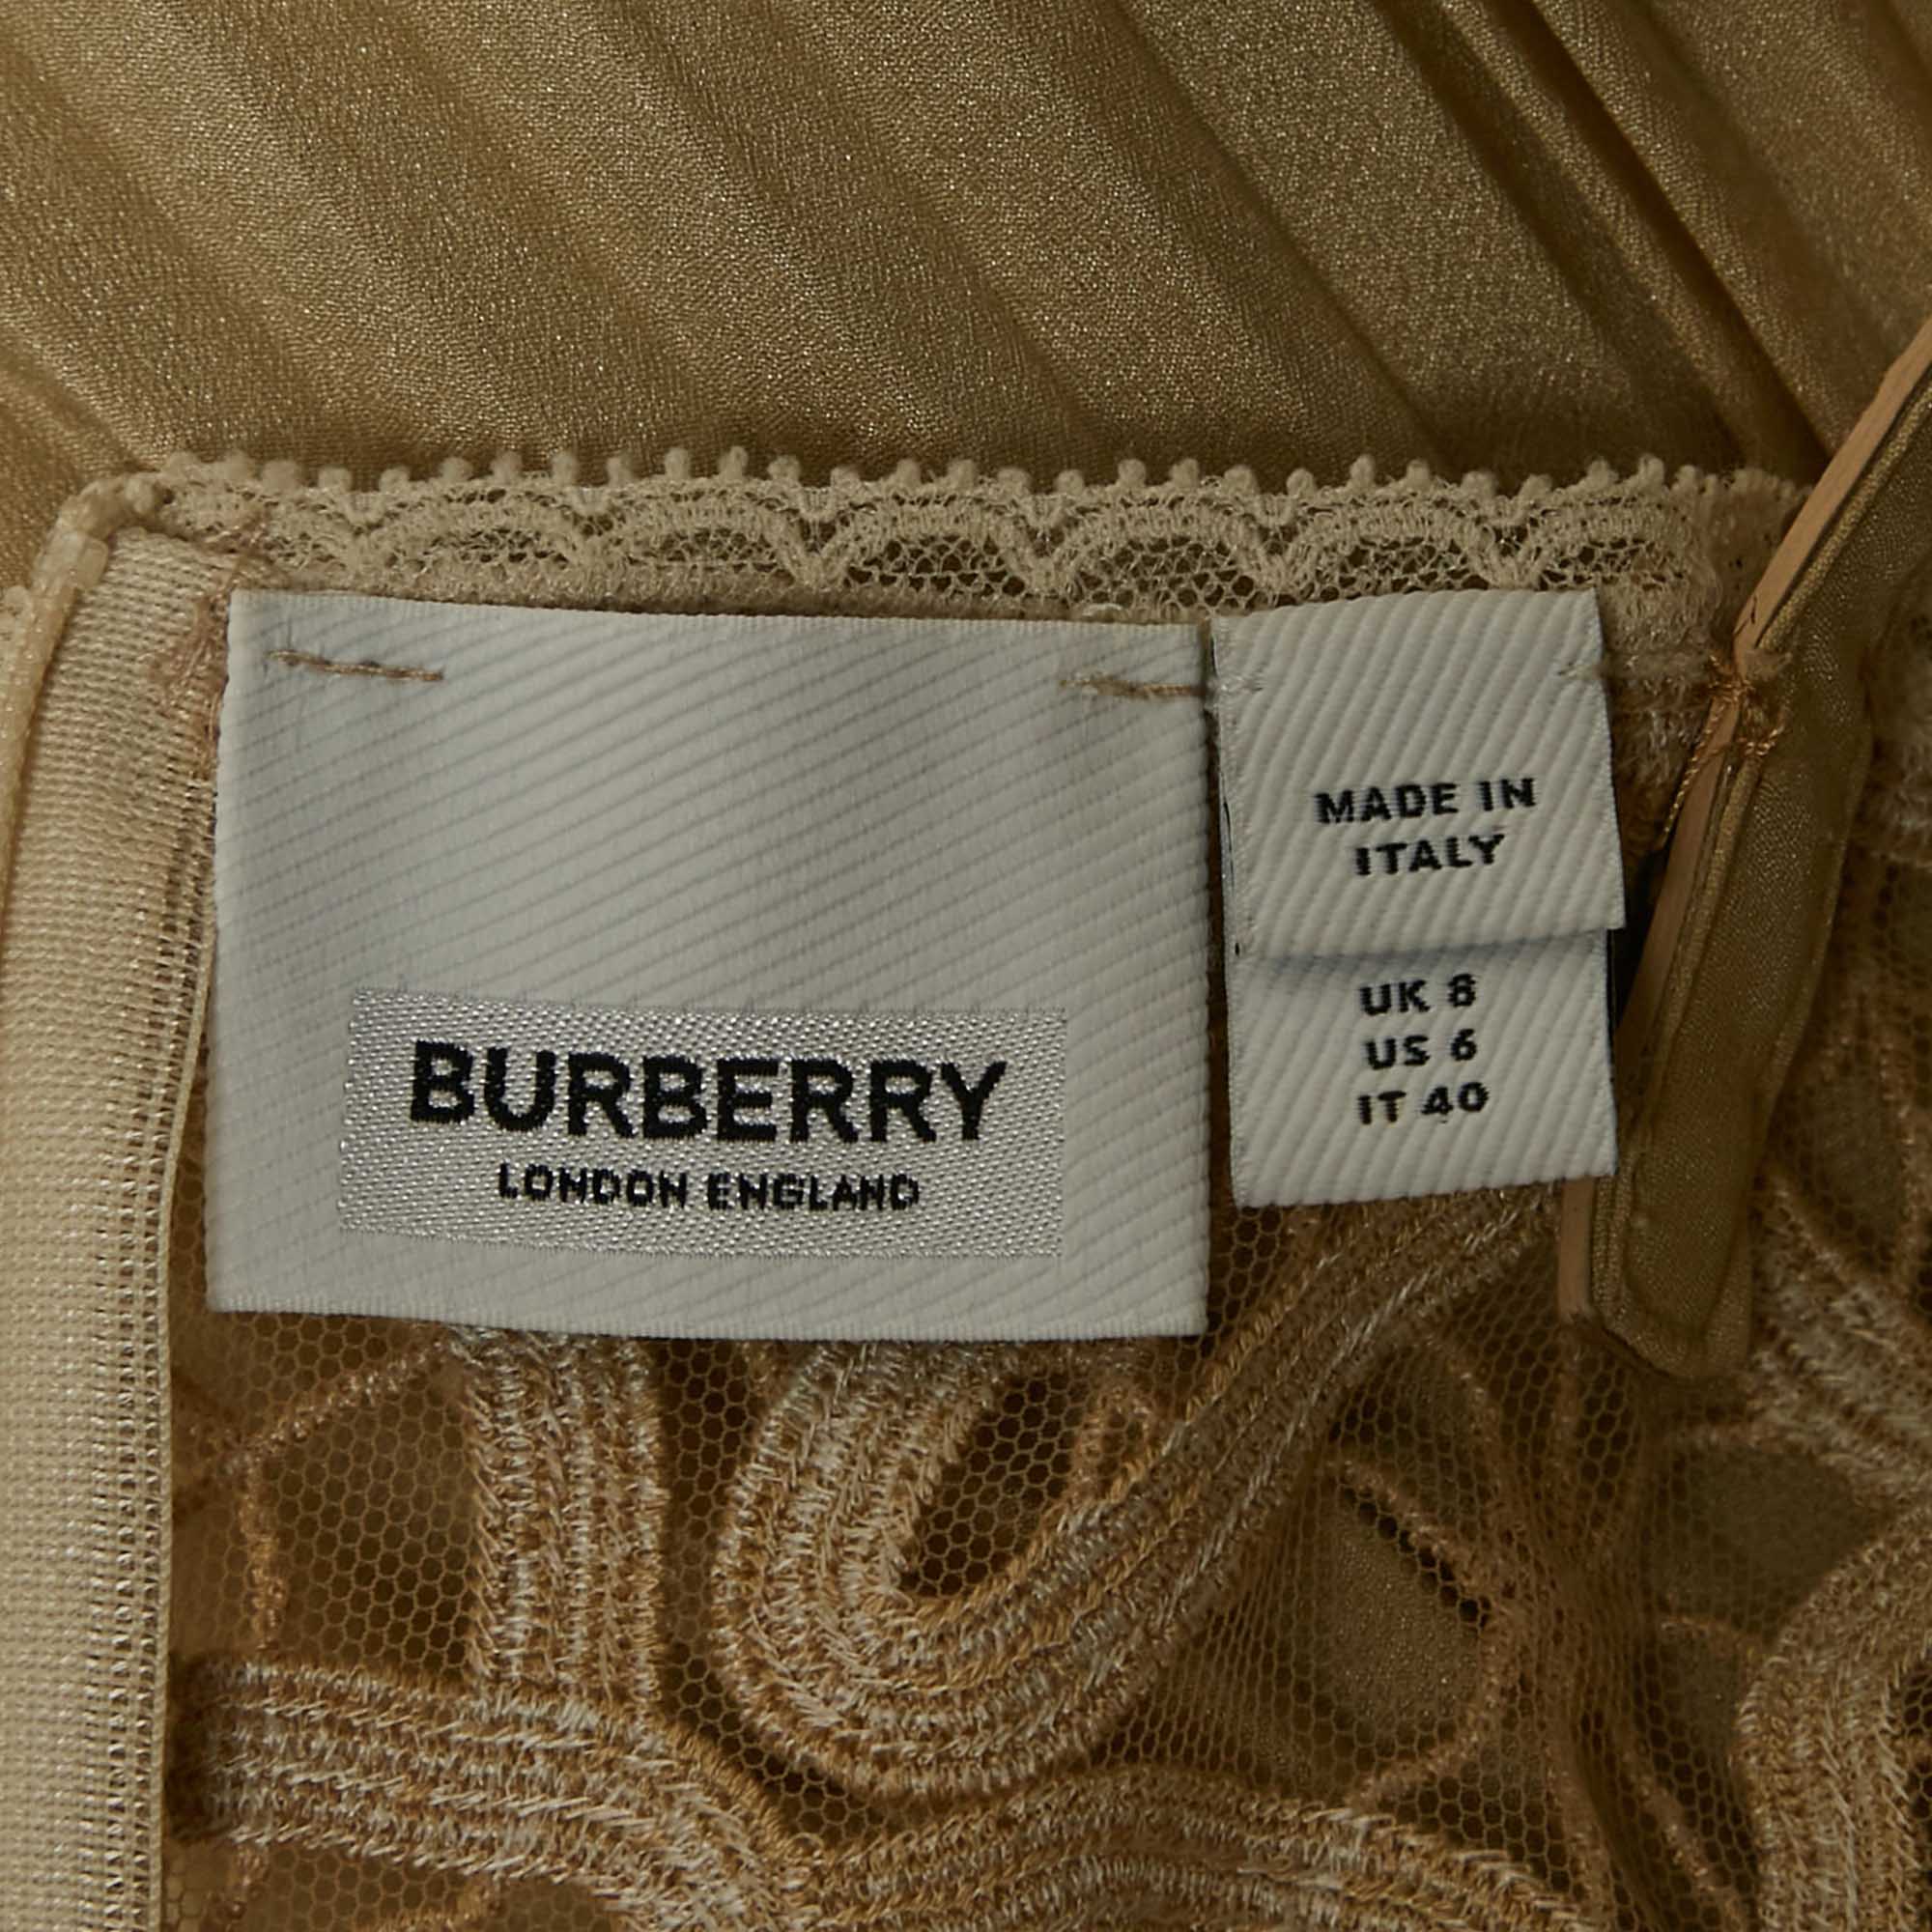 BURBERRY
LONDON ENGLAND
MADE IN
ITALY
UK 8
US 6
IT 40